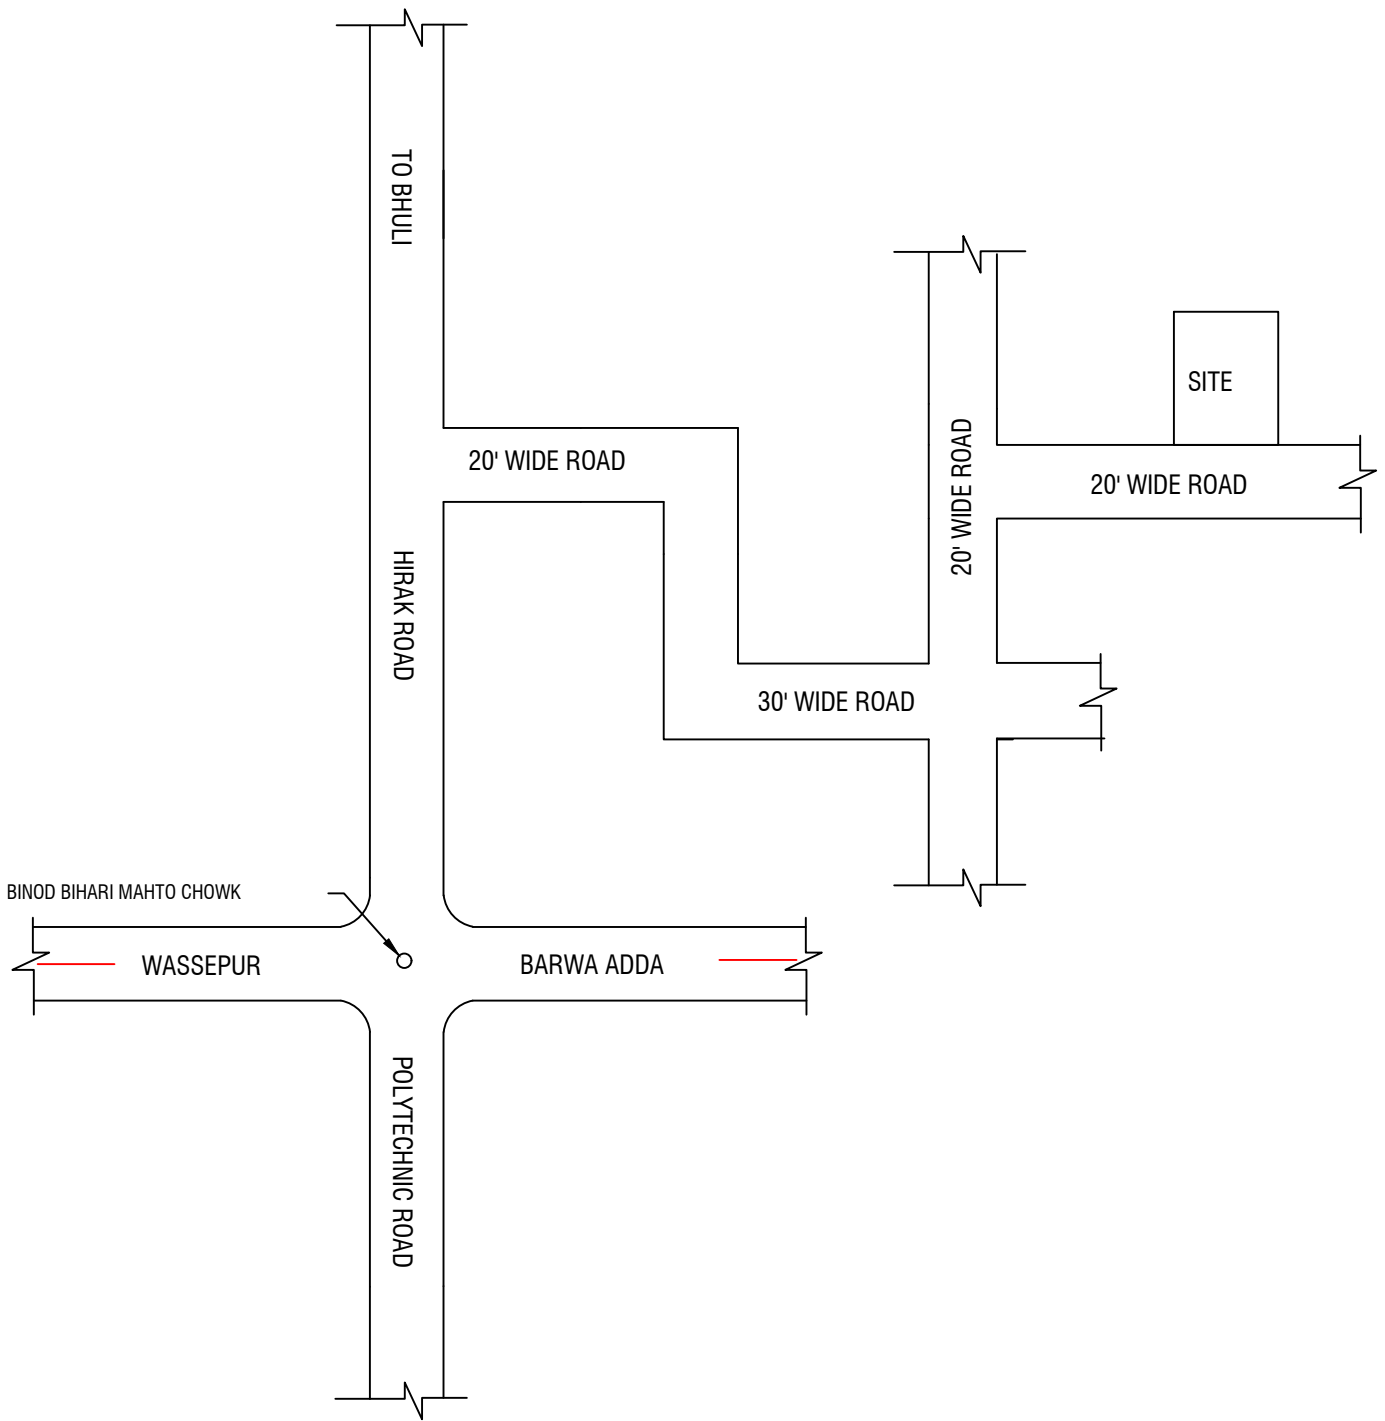 TO BHULI
SITE
20' WIDE ROAD
20' WIDE ROAD
20' WIDE ROAD
HIRAK ROAD
30' WIDE ROAD
BINOD BIHARI MAHTO CHOWK
WASSEPUR
BARWA ADDA
POLYTECHNIC ROAD